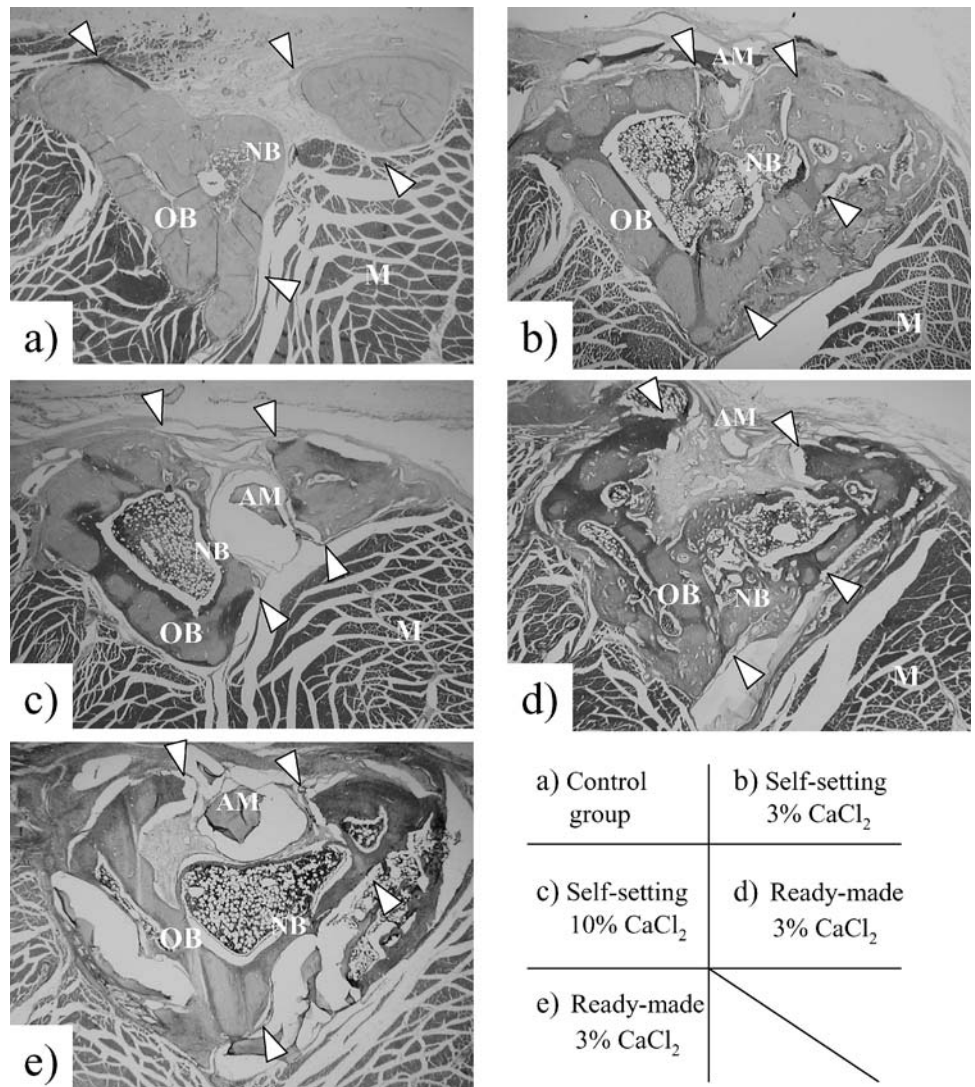 NB
OB
M
a)
AM
NB
OB
M
b)
AM
NB
OB
M
c)
AM
OB
NB
M
d)
AM
NB
OB
e)
a) Control
group
b) Self-setting
3% CaCl₂
c) Self-setting
10% CaCl₂
d) Ready-made
3% CaCl₂
e) Ready-made
3% CaCl₂